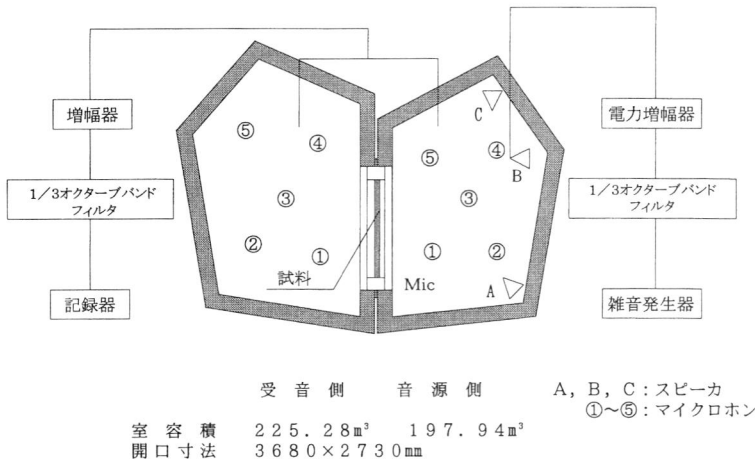 増幅器
1/3オクターブバンド
フィルタ
記録器
⑤
④
③
②
①
試料
C
⑤
④
B
③
①
②
A
Mic
電力増幅器
1/3オクターブバンド
フィルタ
雑音発生器
受音側 音源側
A, B, C:スピーカ
①~⑤:マイクロホン
室容積 225.28m³ 197.94m³
開口寸法 3680×2730mm